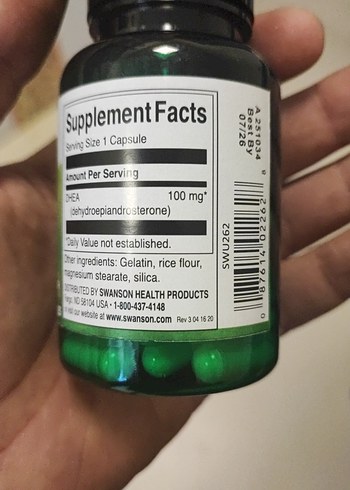 Supplement Facts
Serving Size 1 Capsule
Amount Per Serving
DHEA 100 mg*
(dehydroepiandrosterone)
*Daily Value not established.
Other ingredients: Gelatin, rice flour,
magnesium stearate, silica.
DISTRIBUTED BY SWANSON HEALTH PRODUCTS
Fargo, ND 58104 USA • 1-800-437-4148
visit our website at www.swanson.com Rev 3 04 16 20
SWU262
A 251034
Best By
07/26